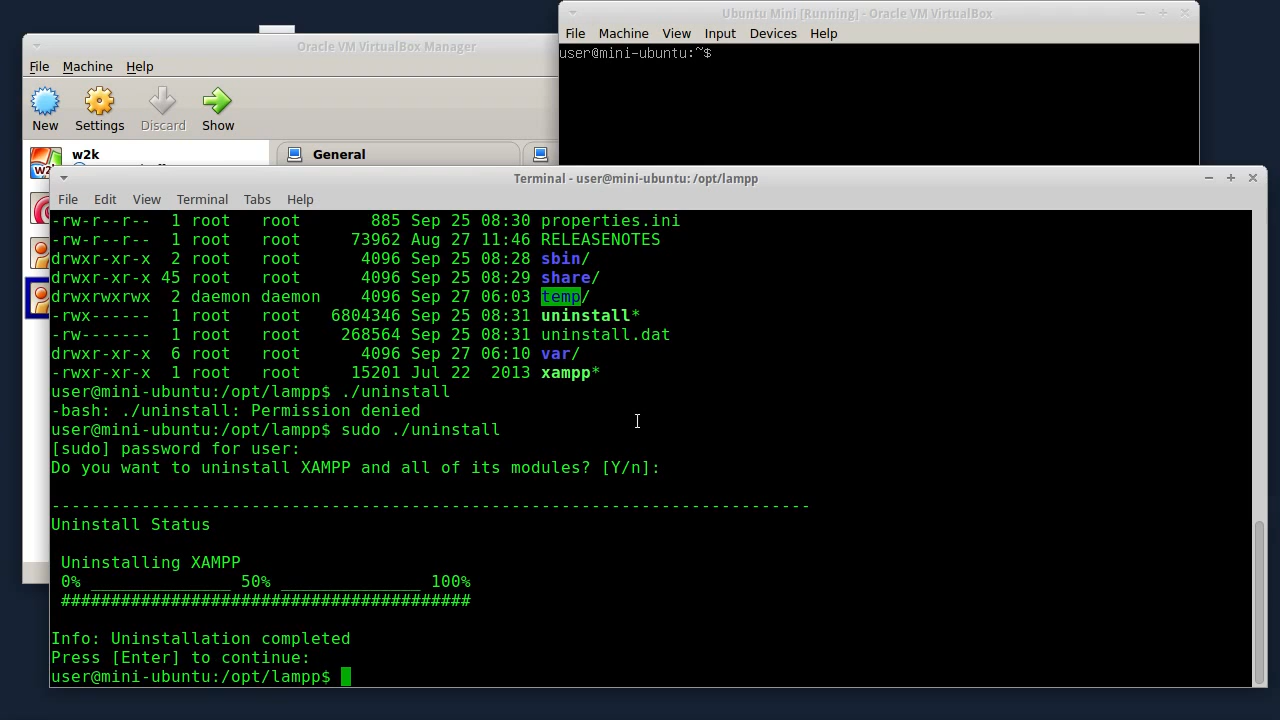 Ubuntu Mini [Running] - Oracle VM VirtualBox
File Machine View Input Devices Help
user@mini-ubuntu:~$
Oracle VM VirtualBox Manager
File Machine Help
New Settings Discard Show
w2k
General
Terminal - user@mini-ubuntu: /opt/lampp
File Edit View Terminal Tabs Help
-rw-r--r--  1 root   root       885 Sep 25 08:30 properties.ini
-rw-r--r--  1 root   root     73962 Aug 27 11:46 RELEASENOTES
drwxr-xr-x  2 root   root      4096 Sep 25 08:28 sbin/
drwxr-xr-x 45 root   root      4096 Sep 25 08:29 share/
drwxrwxrwx  2 daemon daemon    4096 Sep 27 06:03 temp/
-rwx------  1 root   root   6804346 Sep 25 08:31 uninstall*
-rw-------  1 root   root    268564 Sep 25 08:31 uninstall.dat
drwxr-xr-x  6 root   root      4096 Sep 27 06:10 var/
-rwxr-xr-x  1 root   root     15201 Jul 22  2013 xampp*
user@mini-ubuntu:/opt/lampp$ ./uninstall
-bash: ./uninstall: Permission denied
user@mini-ubuntu:/opt/lampp$ sudo ./uninstall
[sudo] password for user:
Do you want to uninstall XAMPP and all of its modules? [Y/n]:
----------------------------------------------------------------------------
Uninstall Status
Uninstalling XAMPP
0% ______________ 50% ______________ 100%
#########################################
Info: Uninstallation completed
Press [Enter] to continue:
user@mini-ubuntu:/opt/lampp$